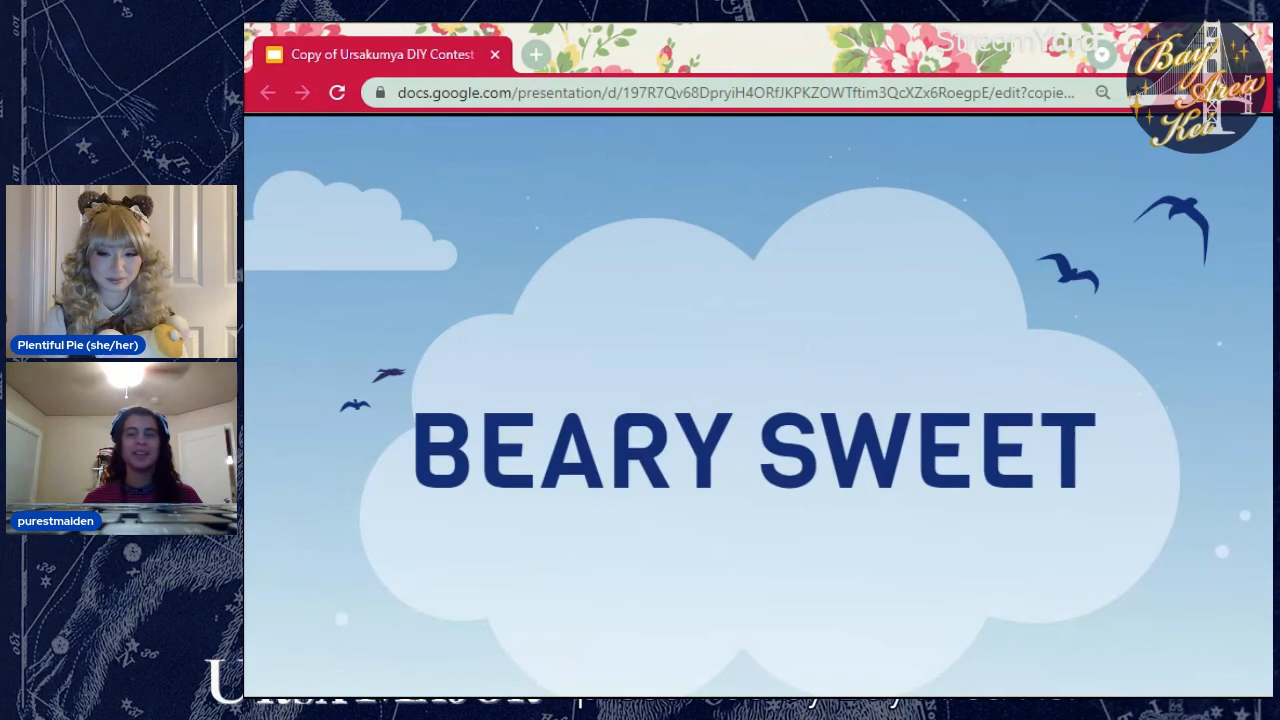 Copy of Ursakumya DIY Contest
docs.google.com/presentation/d/197R7Qv68DpryiH4ORfJKPKZOWTftim3QcXZx6RoegpE/edit?copie...
StreamYard
Bay
Area
Kei
Plentiful Pie (she/her)
purestmaiden
BEARY SWEET